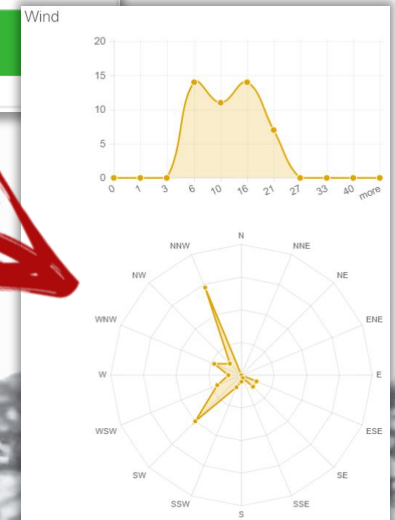 Wind
20
15
10
5
0
0 1 3 6 10 16 21 27 33 40 more
N
NNW NNE
NW NE
WNW ENE
W E
WSW ESE
SW SE
SSW SSE
S